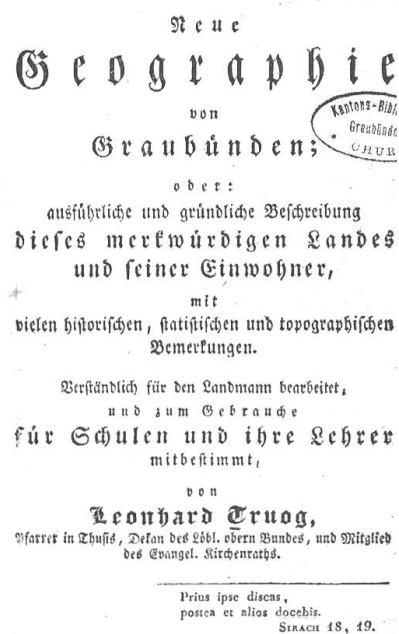 Neue
Geographie
von
Graubünden;
Kantons-Bibl
Graubünde
CHUR
oder:
ausführliche und gründliche Beschreibung
dieses merkwürdigen Landes
und seiner Einwohner,
mit
vielen historischen, statistischen und topographischen
Bemerkungen.
Verständlich für den Landmann bearbeitet,
und zum Gebrauche
für Schulen und ihre Lehrer
mitbestimmt,
von
Leonhard Truog,
Pfarrer in Thusis, Dekan des Löbl. obern Bundes, und Mitglied
des Evangel. Kirchenraths.
Prius ipse discas,
postea et alios docebis.
SIRACH 18, 19.